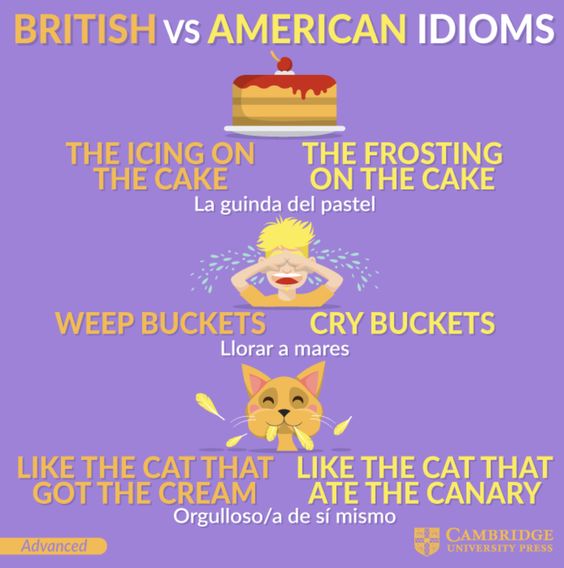 BRITISH VS AMERICAN IDIOMS
THE ICING ON
THE CAKE
THE FROSTING
ON THE CAKE
La guinda del pastel
WEEP BUCKETS
CRY BUCKETS
Llorar a mares
LIKE THE CAT THAT
GOT THE CREAM
LIKE THE CAT THAT
ATE THE CANARY
Orgulloso/a de sí mismo
Advanced
CAMBRIDGE
UNIVERSITY PRESS